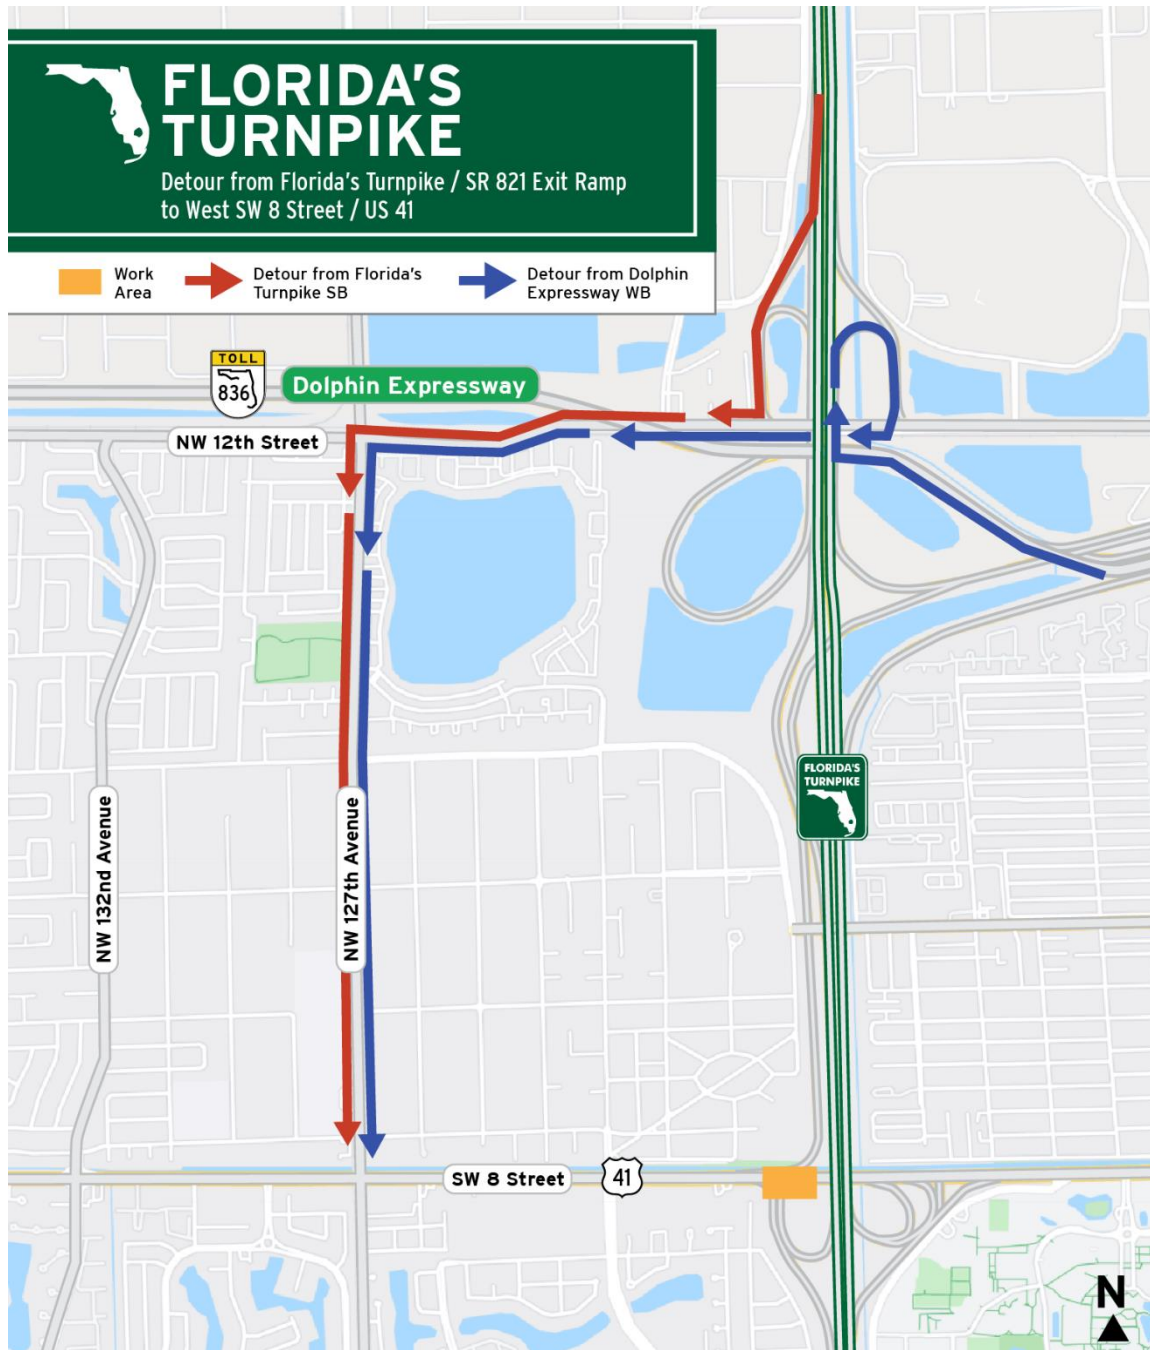 FLORIDA'S
TURNPIKE
Detour from Florida's Turnpike / SR 821 Exit Ramp
to West SW 8 Street / US 41
Work
Area
Detour from Florida's
Turnpike SB
Detour from Dolphin
Expressway WB
TOLL
836
Dolphin Expressway
NW 12th Street
FLORIDA'S
TURNPIKE
NW 132nd Avenue
NW 127th Avenue
SW 8 Street
41
N